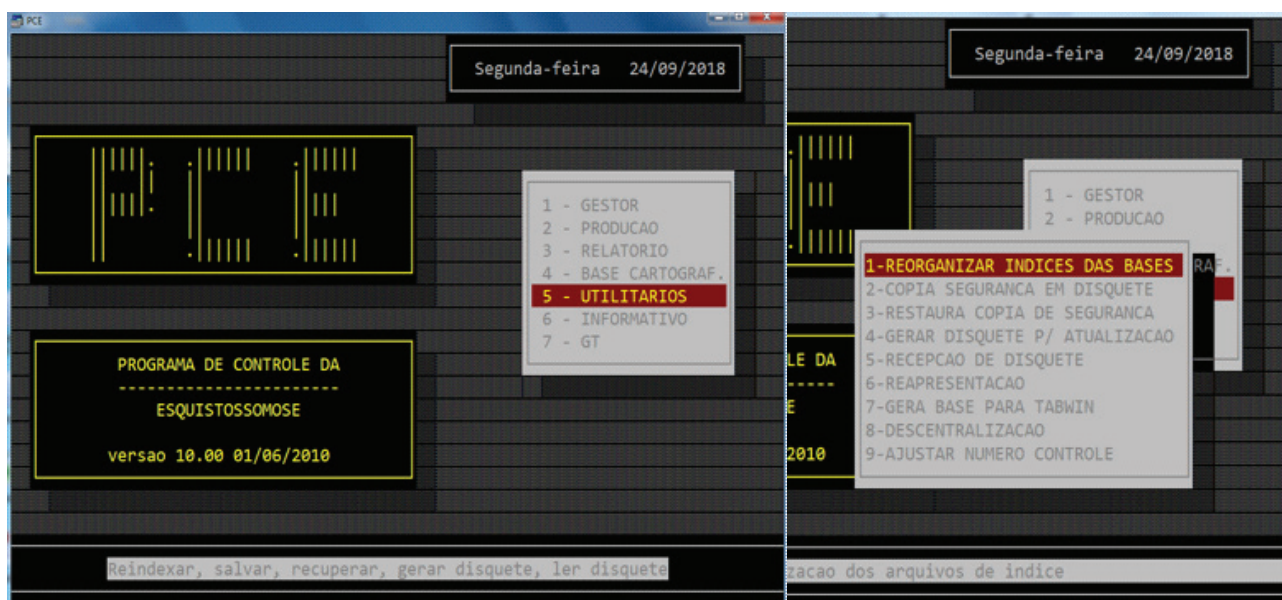 PCE
Segunda-feira 24/09/2018
PCE
1 - GESTOR
2 - PRODUCAO
3 - RELATORIO
4 - BASE CARTOGRAF.
5 - UTILITARIOS
6 - INFORMATIVO
7 - GT
PROGRAMA DE CONTROLE DA
-----------------------
ESQUISTOSSOMOSE
versao 10.00 01/06/2010
Reindexar, salvar, recuperar, gerar disquete, ler disquete
Segunda-feira 24/09/2018
E
1 - GESTOR
2 - PRODUCAO
RAF.
1-REORGANIZAR INDICES DAS BASES
2-COPIA SEGURANCA EM DISQUETE
3-RESTAURA COPIA DE SEGURANCA
4-GERAR DISQUETE P/ ATUALIZACAO
5-RECEPCAO DE DISQUETE
6-REAPRESENTACAO
7-GERA BASE PARA TABWIN
8-DESCENTRALIZACAO
9-AJUSTAR NUMERO CONTROLE
LE DA
-----
E
2010
zacao dos arquivos de indice